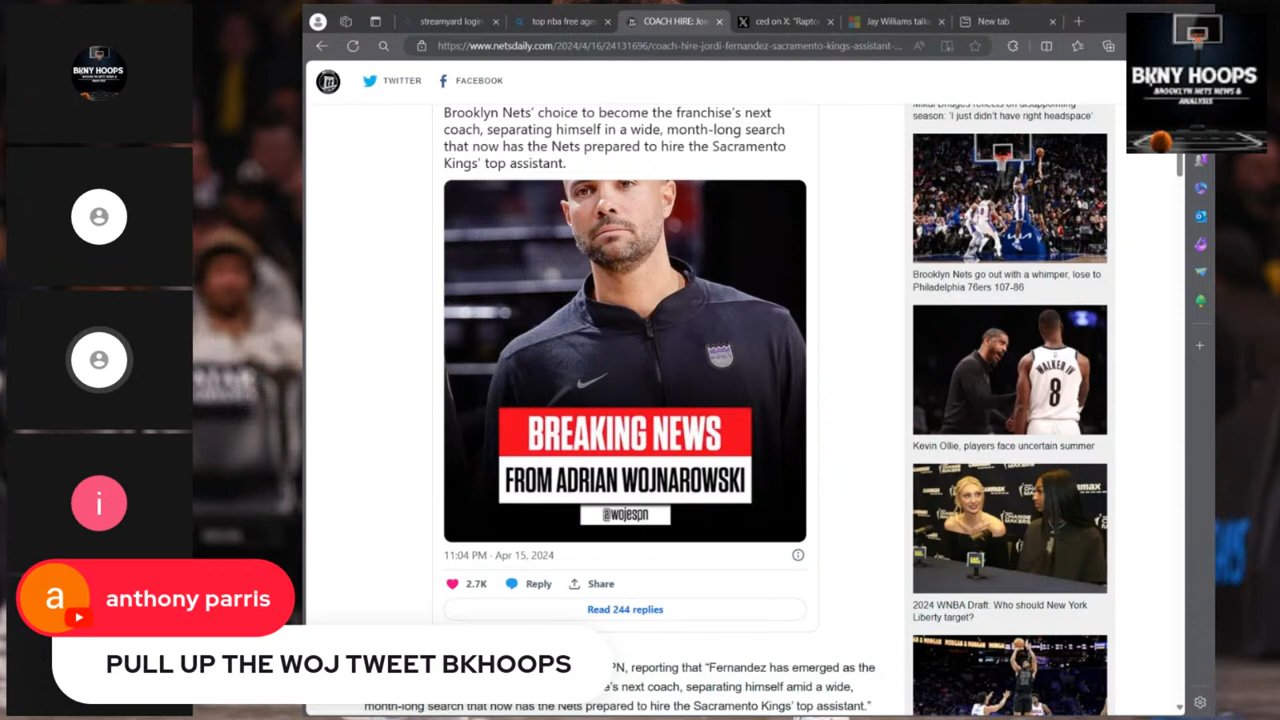 streamyard login
top nba free age
COACH HIRE: Jor
ced on X: "Rapto
Jay Williams talk
New tab
https://www.netsdaily.com/2024/4/16/24131696/coach-hire-jordi-fernandez-sacramento-kings-assistant-...
BKNY HOOPS
BKNY HOOPS
BROOKLYN NETS NEWS &
ANALYSIS
TWITTER
FACEBOOK
Brooklyn Nets' choice to become the franchise's next
coach, separating himself in a wide, month-long search
that now has the Nets prepared to hire the Sacramento
Kings' top assistant.
BREAKING NEWS
FROM ADRIAN WOJNAROWSKI
@wojespn
11:04 PM · Apr 15, 2024
2.7K
Reply
Share
Read 244 replies
PN, reporting that "Fernandez has emerged as the
e's next coach, separating himself amid a wide,
month-long search that now has the Nets prepared to hire the Sacramento Kings' top assistant."
Mikal Bridges reflects on disappointing
season: 'I just didn't have right headspace'
Brooklyn Nets go out with a whimper, lose to
Philadelphia 76ers 107-86
WALKER IV
8
Kevin Ollie, players face uncertain summer
2024 WNBA Draft: Who should New York
Liberty target?
i
a
anthony parris
PULL UP THE WOJ TWEET BKHOOPS